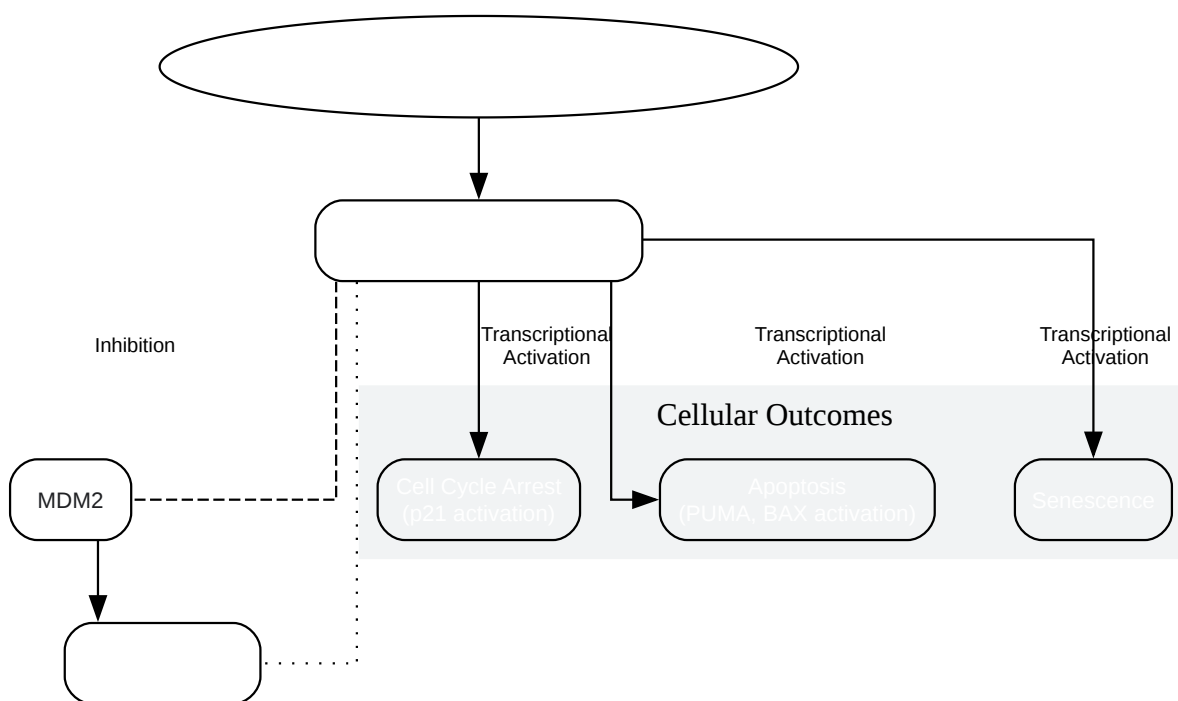 Inhibition
Transcriptional
Activation
Transcriptional
Activation
Transcriptional
Activation
Cellular Outcomes
MDM2
Cell Cycle Arrest
(p21 activation)
Apoptosis
(PUMA, BAX activation)
Senescence